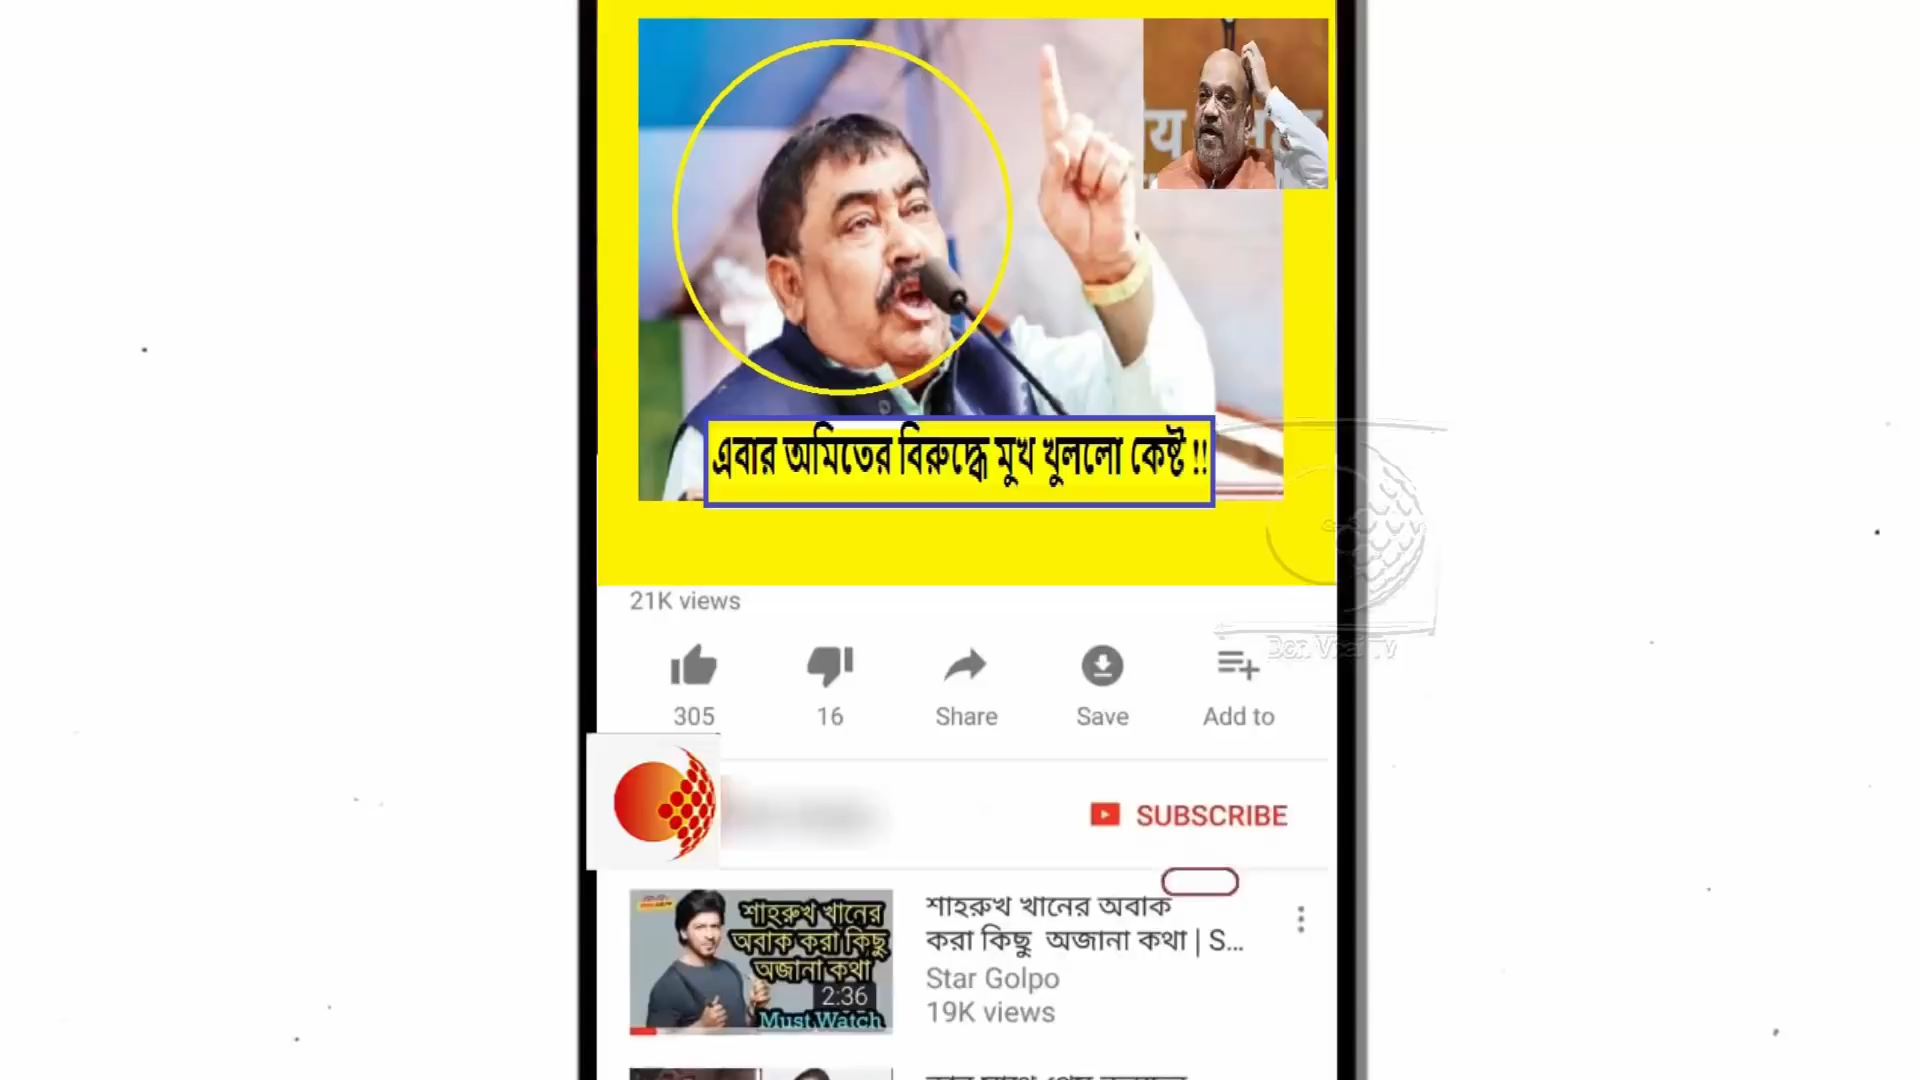 এবার অমিতের বিরুদ্ধে মুখ খুললো কেষ্ট !!
21K views
305
16
Share
Save
Add to
SUBSCRIBE
শাহরুখ খানের
অবাক করা কিছু
অজানা কথা
2:36
Must Watch
শাহরুখ খানের অবাক
করা কিছু অজানা কথা | S...
Star Golpo
19K views